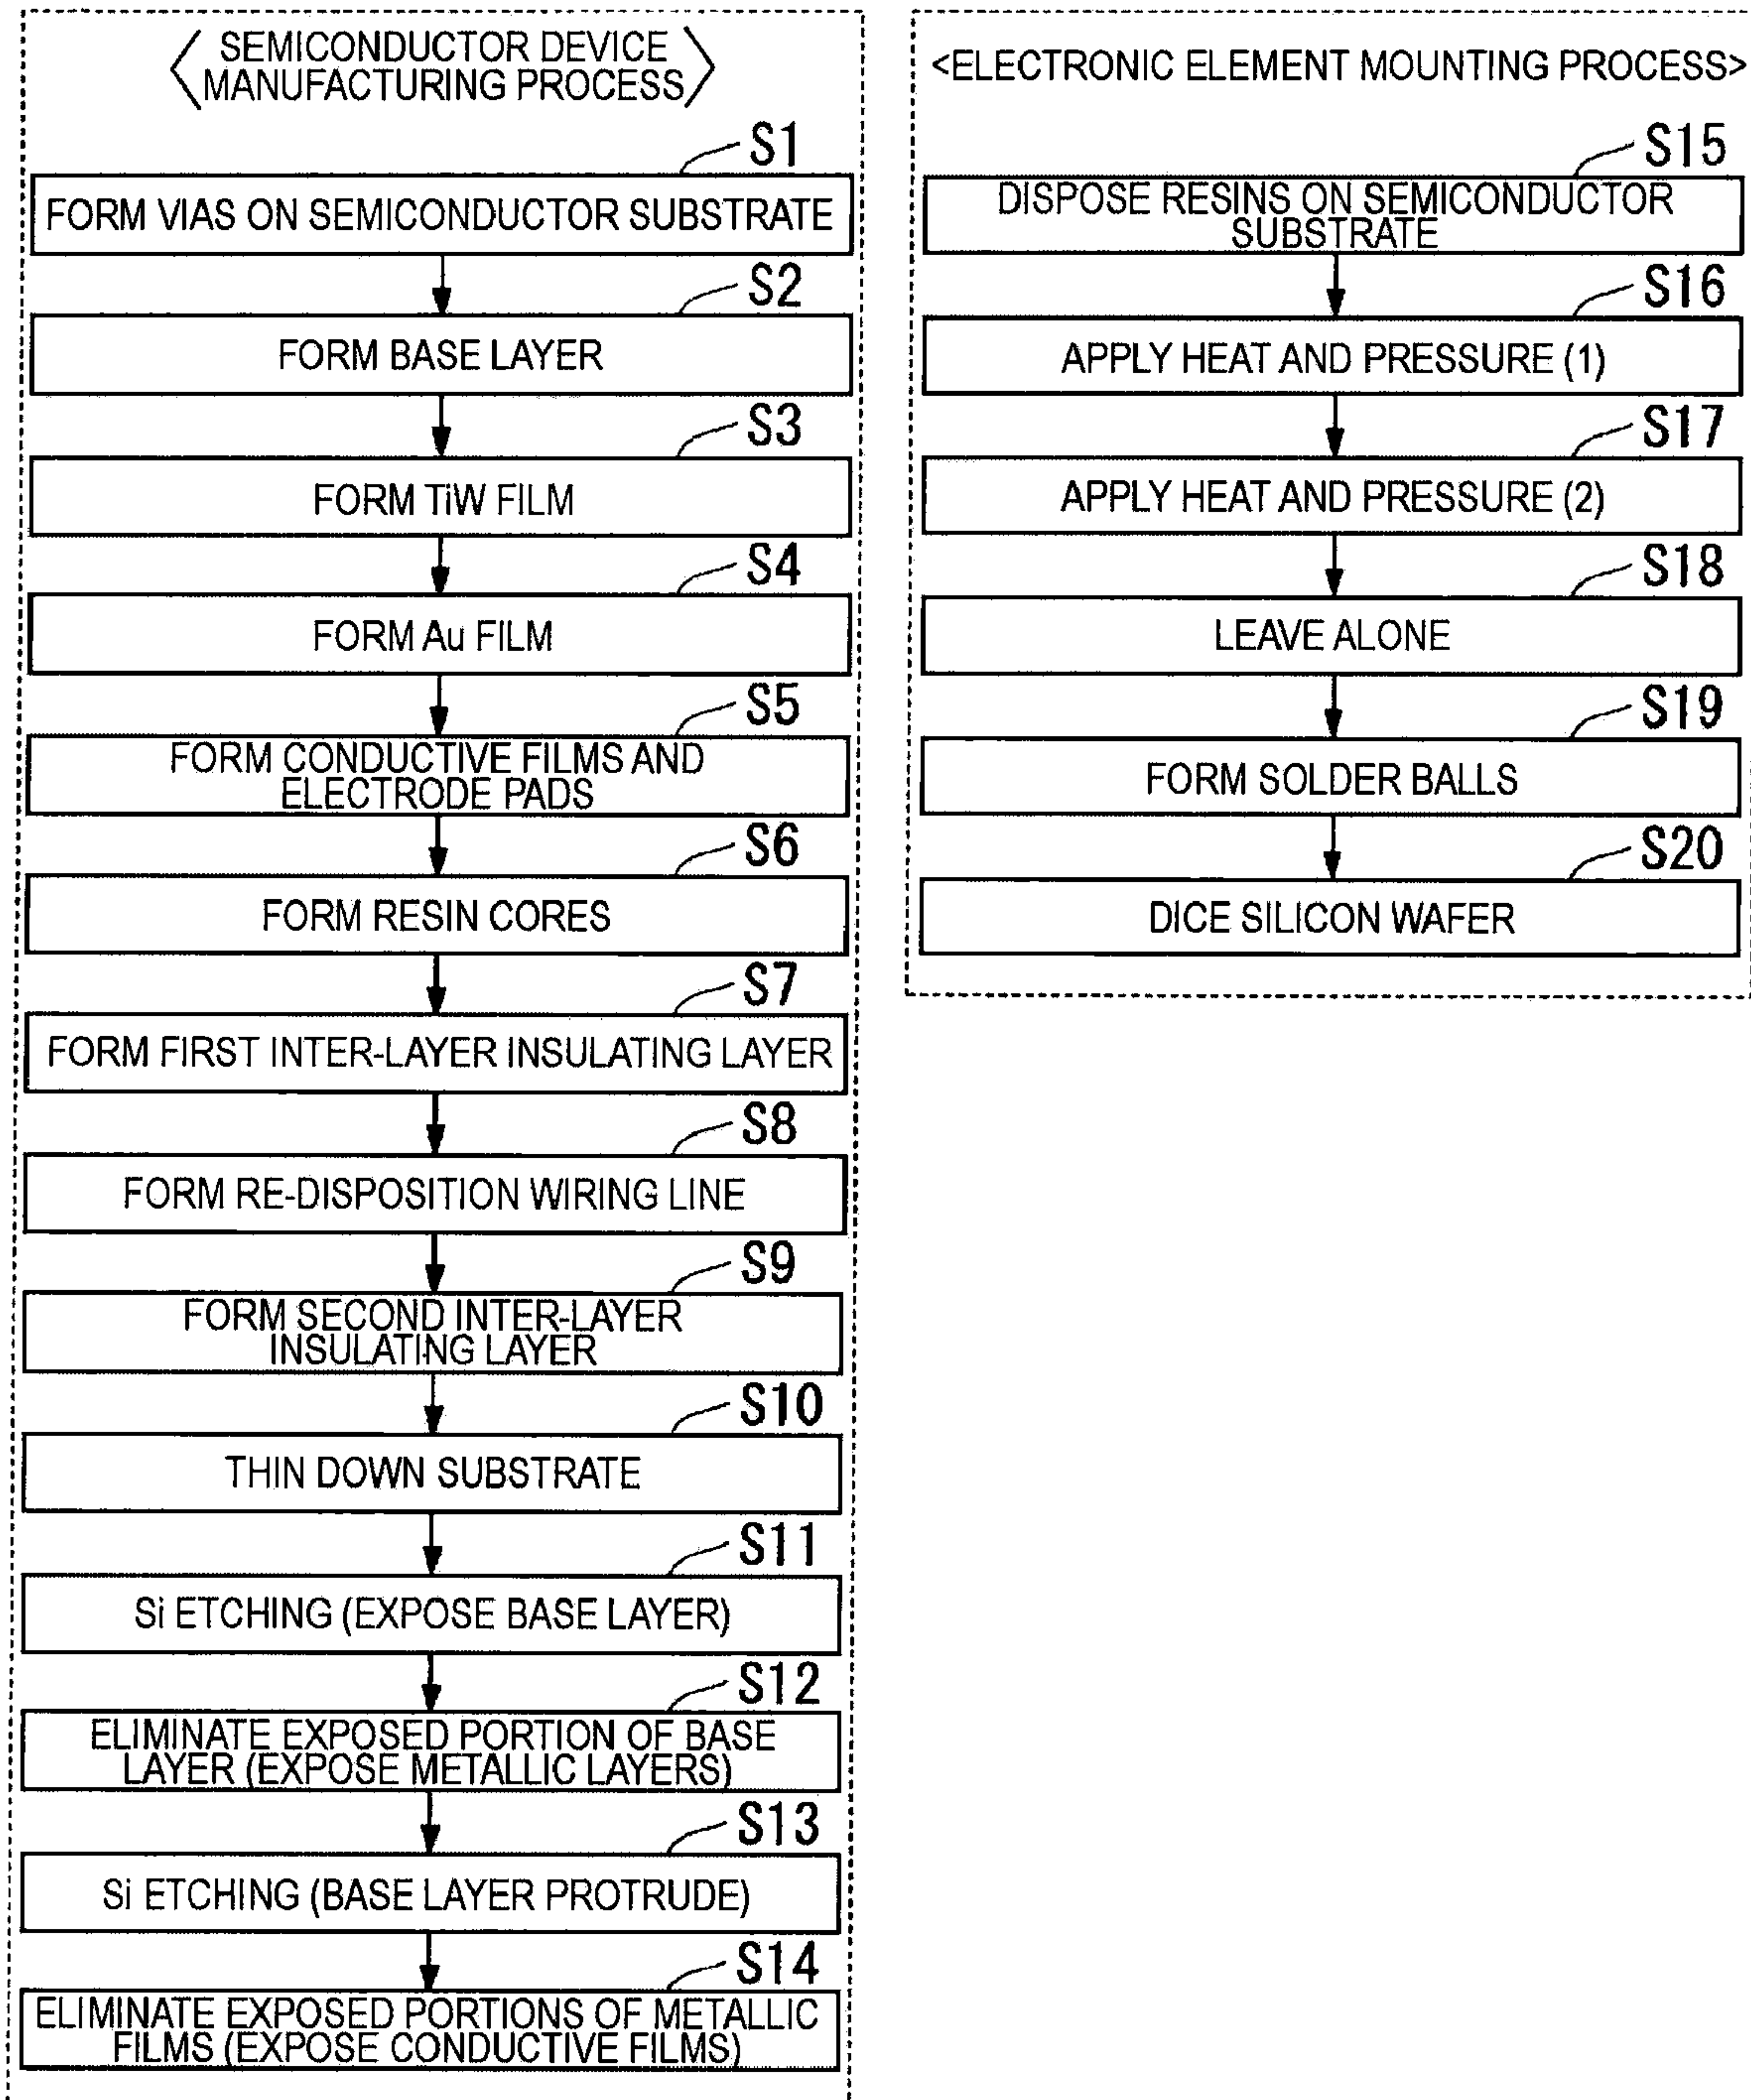 <SEMICONDUCTOR DEVICE
MANUFACTURING PROCESS>
S1
FORM VIAS ON SEMICONDUCTOR SUBSTRATE
S2
FORM BASE LAYER
S3
FORM TiW FILM
S4
FORM Au FILM
S5
FORM CONDUCTIVE FILMS AND
ELECTRODE PADS
S6
FORM RESIN CORES
S7
FORM FIRST INTER-LAYER INSULATING LAYER
S8
FORM RE-DISPOSITION WIRING LINE
S9
FORM SECOND INTER-LAYER
INSULATING LAYER
S10
THIN DOWN SUBSTRATE
S11
Si ETCHING (EXPOSE BASE LAYER)
S12
ELIMINATE EXPOSED PORTION OF BASE
LAYER (EXPOSE METALLIC LAYERS)
S13
Si ETCHING (BASE LAYER PROTRUDE)
S14
ELIMINATE EXPOSED PORTIONS OF METALLIC
FILMS (EXPOSE CONDUCTIVE FILMS)
<ELECTRONIC ELEMENT MOUNTING PROCESS>
S15
DISPOSE RESINS ON SEMICONDUCTOR
SUBSTRATE
S16
APPLY HEAT AND PRESSURE (1)
S17
APPLY HEAT AND PRESSURE (2)
S18
LEAVE ALONE
S19
FORM SOLDER BALLS
S20
DICE SILICON WAFER